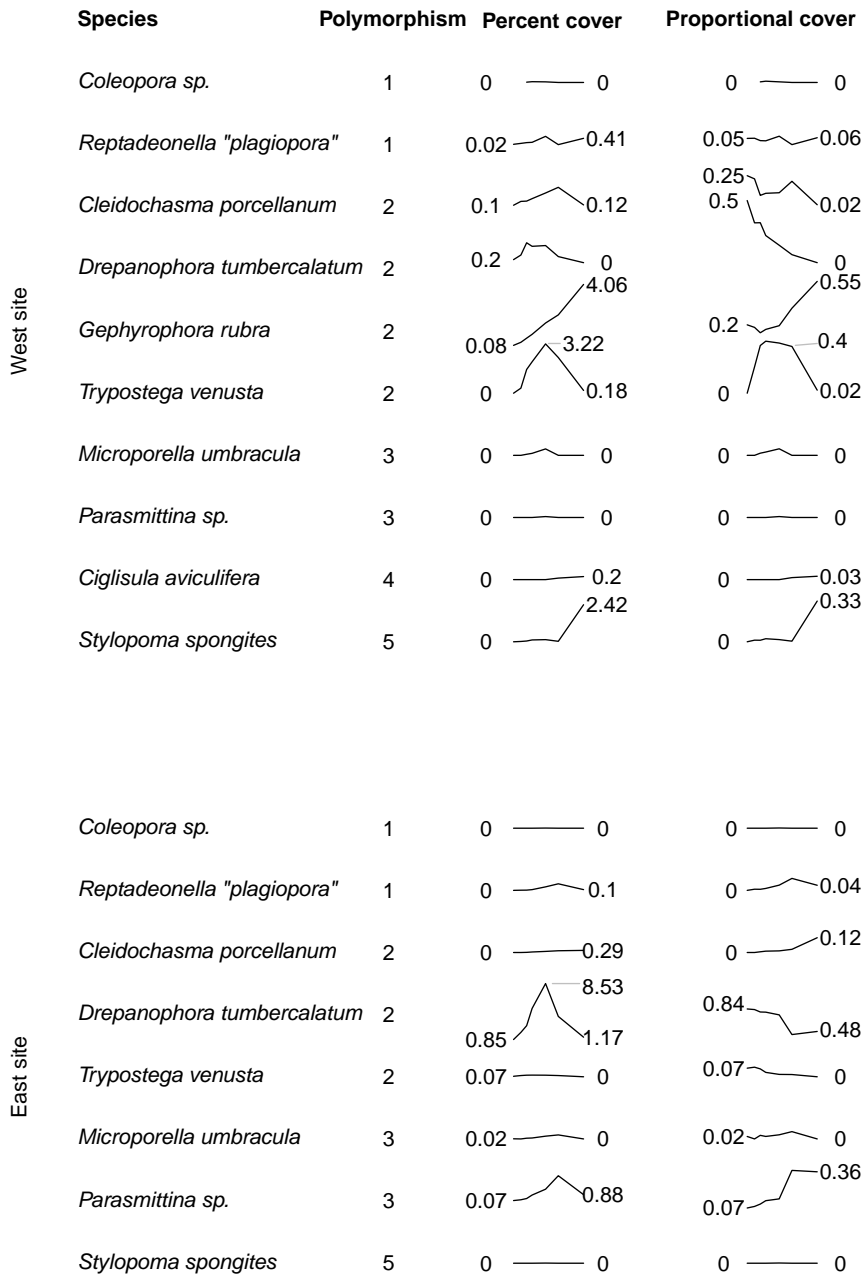 Species Polymorphism Percent cover Proportional cover
West site
Coleopora sp. 1 0 0 0 0
Reptadeonella "plagiopora" 1 0.02 0.41 0.05 0.06
Cleidochasma porcellanum 2 0.1 0.12 0.25 0.02
Drepanophora tumbercalatum 2 0.2 0 0.5 0
Gephyrophora rubra 2 0.08 4.06 0.2 0.55
Trypostega venusta 2 0 3.22 0.18 0 0.4 0.02
Microporella umbracula 3 0 0 0 0
Parasmittina sp. 3 0 0 0 0
Ciglisula aviculifera 4 0 0.2 0 0.03
Stylopoma spongites 5 0 2.42 0 0.33
East site
Coleopora sp. 1 0 0 0 0
Reptadeonella "plagiopora" 1 0 0.1 0 0.04
Cleidochasma porcellanum 2 0 0.29 0 0.12
Drepanophora tumbercalatum 2 0.85 8.53 1.17 0.84 0.48
Trypostega venusta 2 0.07 0 0.07 0
Microporella umbracula 3 0.02 0 0.02 0
Parasmittina sp. 3 0.07 0.88 0.07 0.36
Stylopoma spongites 5 0 0 0 0